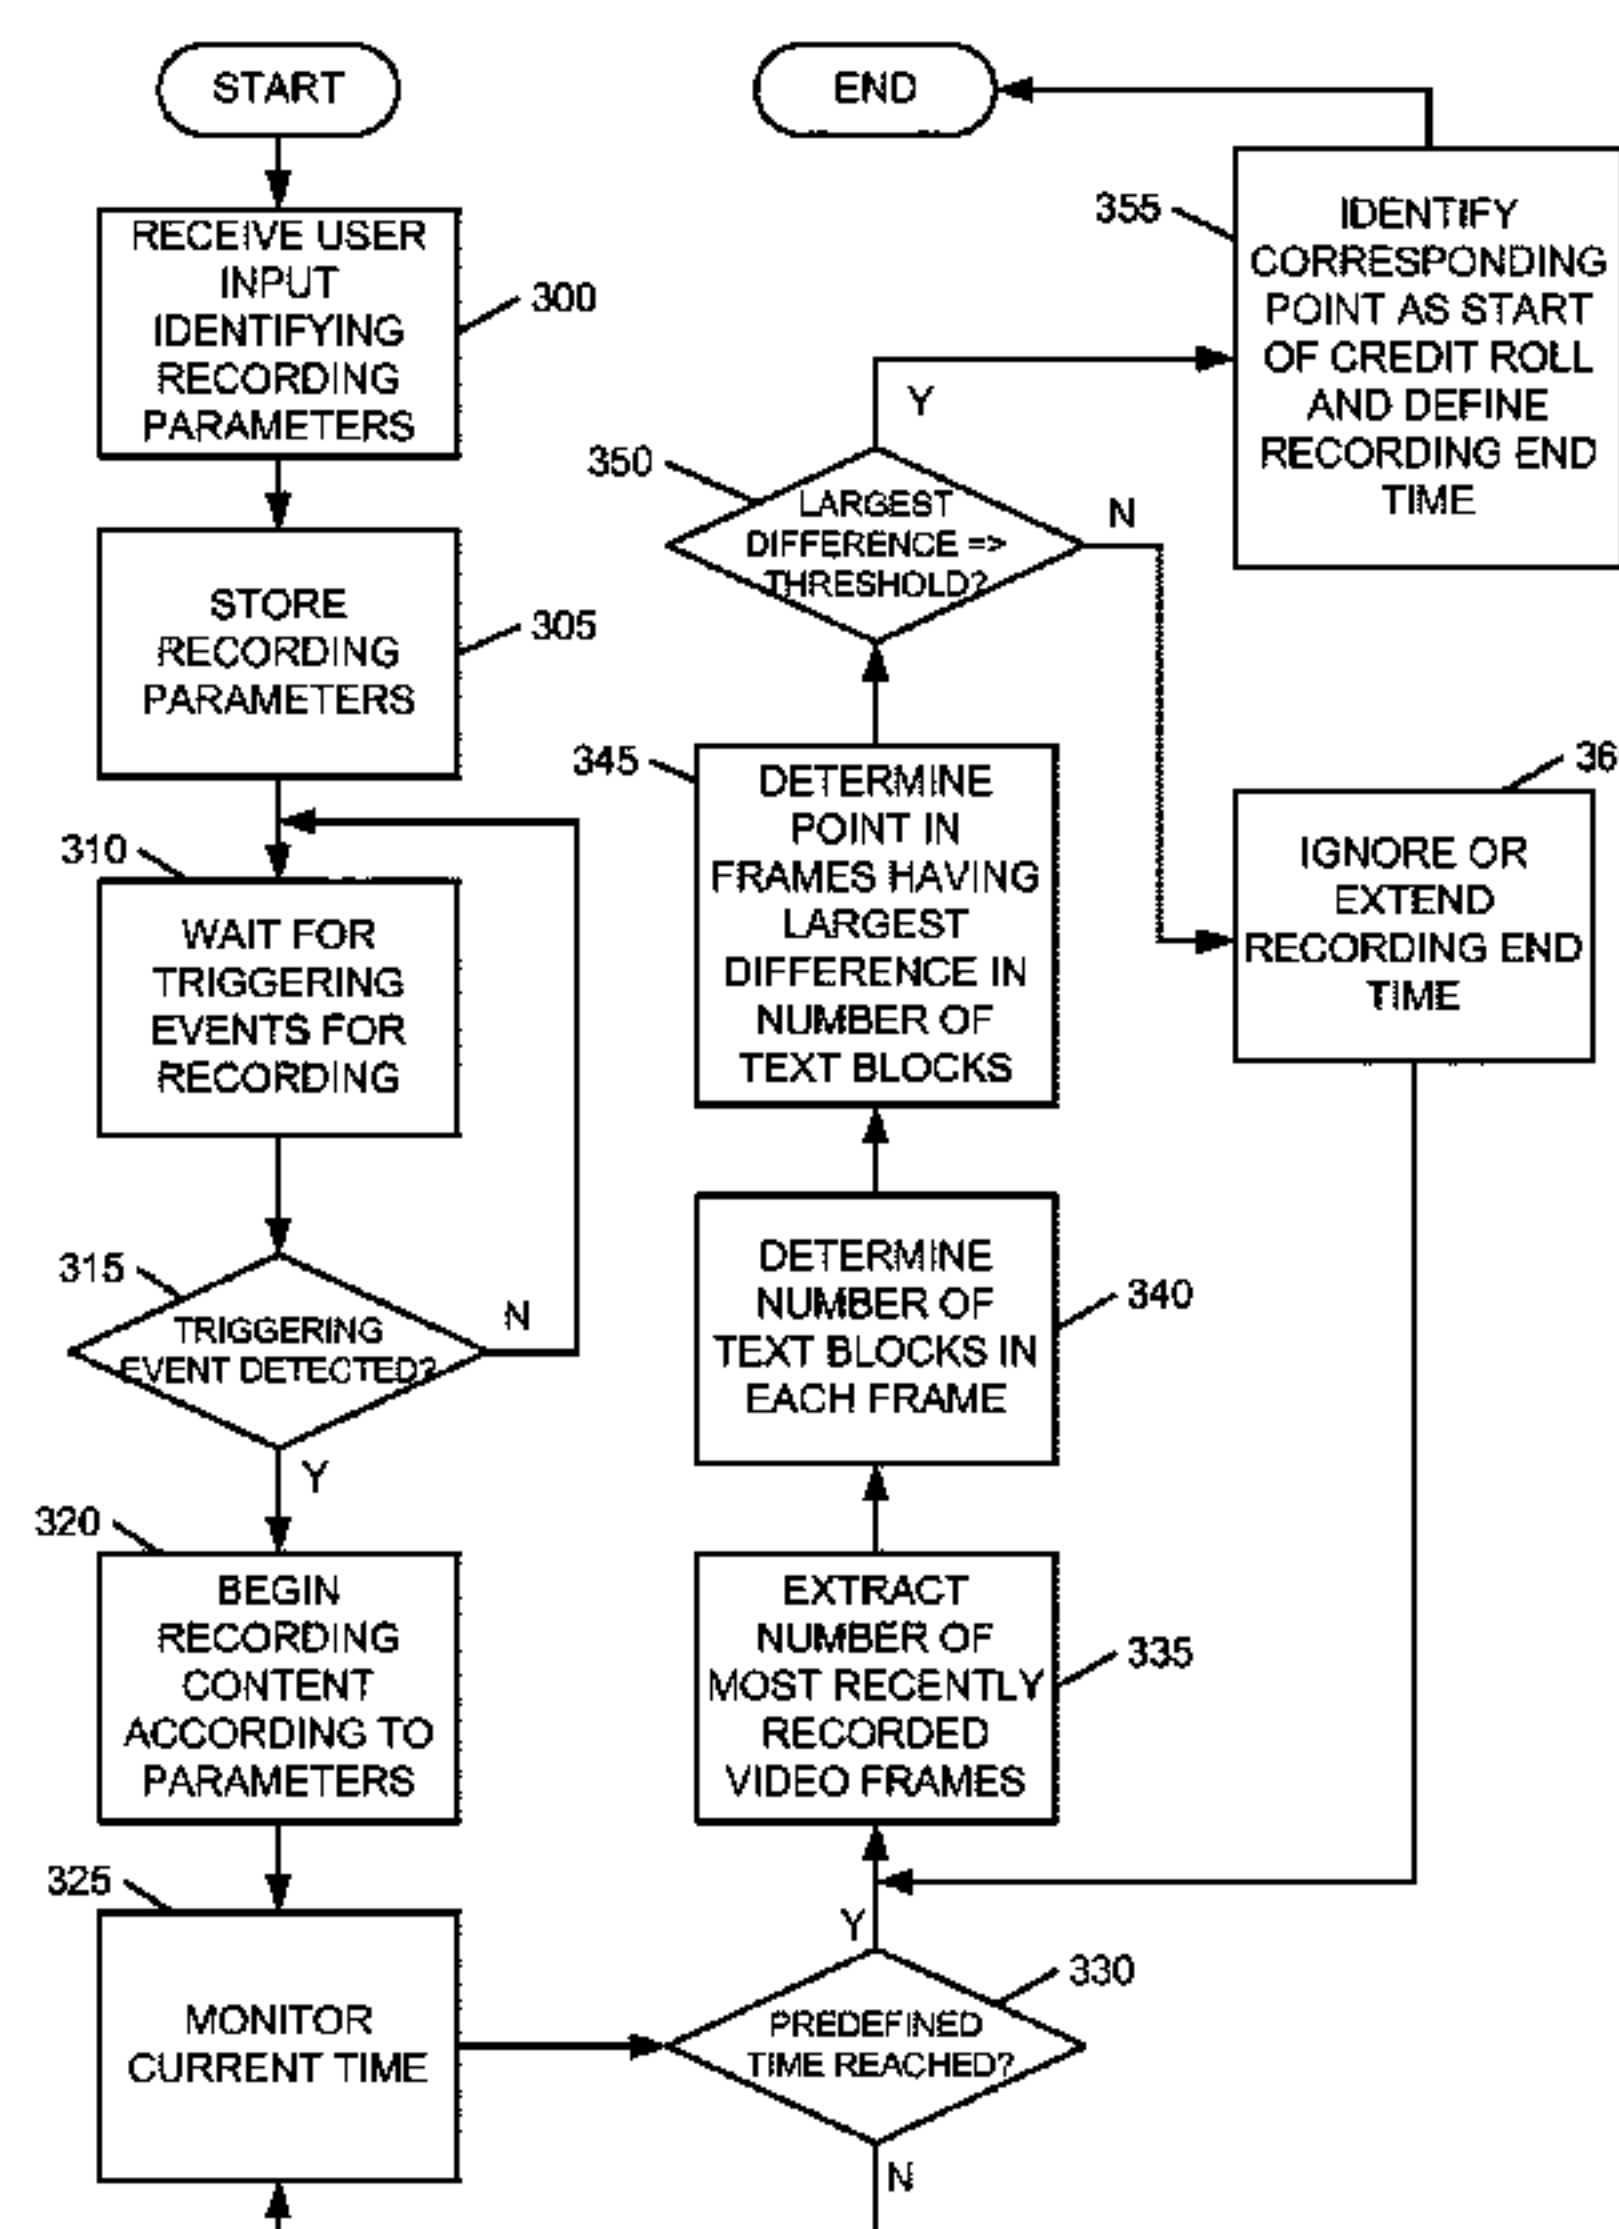 START
RECEIVE USER
INPUT
IDENTIFYING
RECORDING
PARAMETERS
300
STORE
RECORDING
PARAMETERS
305
310
WAIT FOR
TRIGGERING
EVENTS FOR
RECORDING
315
TRIGGERING
EVENT DETECTED?
N
Y
320
BEGIN
RECORDING
CONTENT
ACCORDING TO
PARAMETERS
325
MONITOR
CURRENT TIME
330
PREDEFINED
TIME REACHED?
N
Y
335
EXTRACT
NUMBER OF
MOST RECENTLY
RECORDED
VIDEO FRAMES
340
DETERMINE
NUMBER OF
TEXT BLOCKS IN
EACH FRAME
345
DETERMINE
POINT IN
FRAMES HAVING
LARGEST
DIFFERENCE IN
NUMBER OF
TEXT BLOCKS
350
LARGEST
DIFFERENCE =>
THRESHOLD?
Y
N
355
IDENTIFY
CORRESPONDING
POINT AS START
OF CREDIT ROLL
AND DEFINE
RECORDING END
TIME
END
36
IGNORE OR
EXTEND
RECORDING END
TIME